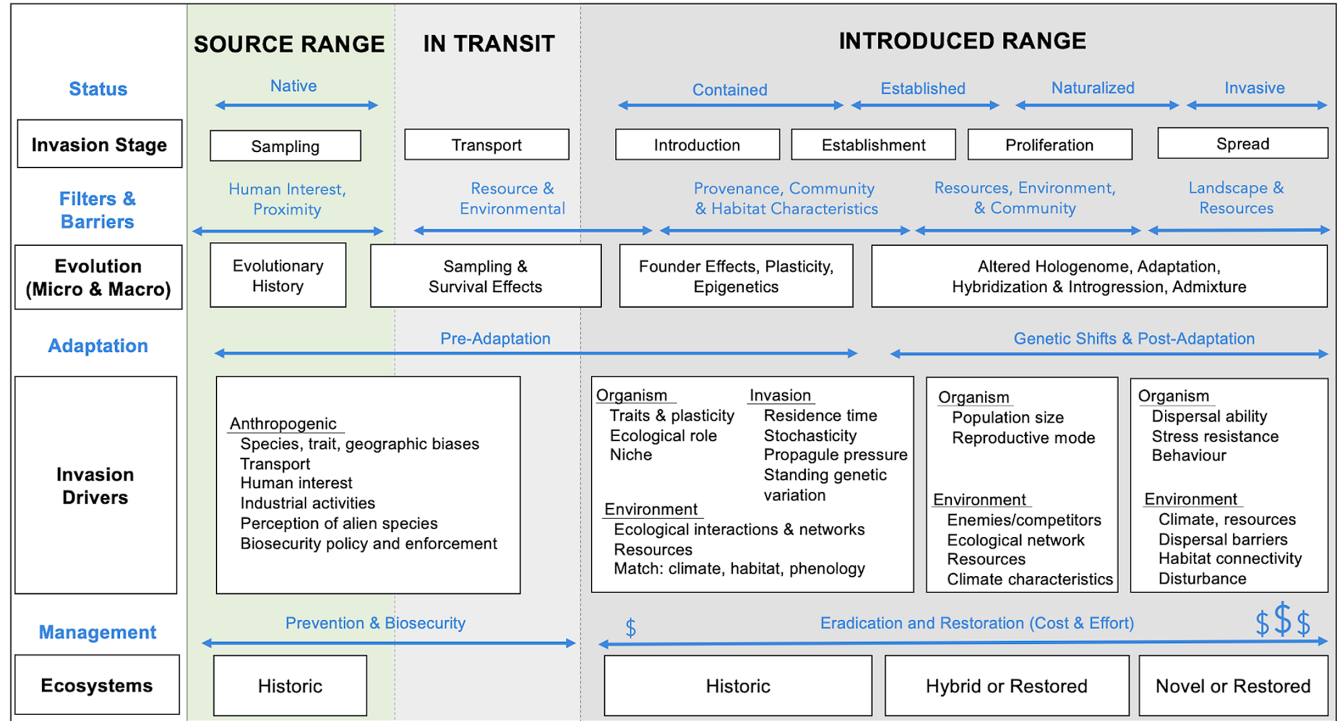 SOURCE RANGE
IN TRANSIT
INTRODUCED RANGE
Status
Native
Contained
Established
Naturalized
Invasive
Invasion Stage
Sampling
Transport
Introduction
Establishment
Proliferation
Spread
Filters &
Barriers
Human Interest,
Proximity
Resource &
Environmental
Provenance, Community
& Habitat Characteristics
Resources, Environment,
& Community
Landscape &
Resources
Evolution
(Micro & Macro)
Evolutionary
History
Sampling &
Survival Effects
Founder Effects, Plasticity,
Epigenetics
Altered Hologenome, Adaptation,
Hybridization & Introgression, Admixture
Adaptation
Pre-Adaptation
Genetic Shifts & Post-Adaptation
Invasion
Drivers
Anthropogenic
Species, trait, geographic biases
Transport
Human interest
Industrial activities
Perception of alien species
Biosecurity policy and enforcement
Organism
Traits & plasticity
Ecological role
Niche
Invasion
Residence time
Stochasticity
Propagule pressure
Standing genetic
variation
Environment
Ecological interactions & networks
Resources
Match: climate, habitat, phenology
Organism
Population size
Reproductive mode
Environment
Enemies/competitors
Ecological network
Resources
Climate characteristics
Organism
Dispersal ability
Stress resistance
Behaviour
Environment
Climate, resources
Dispersal barriers
Habitat connectivity
Disturbance
Management
Prevention & Biosecurity
$
Eradication and Restoration (Cost & Effort)
$$$
Ecosystems
Historic
Historic
Hybrid or Restored
Novel or Restored